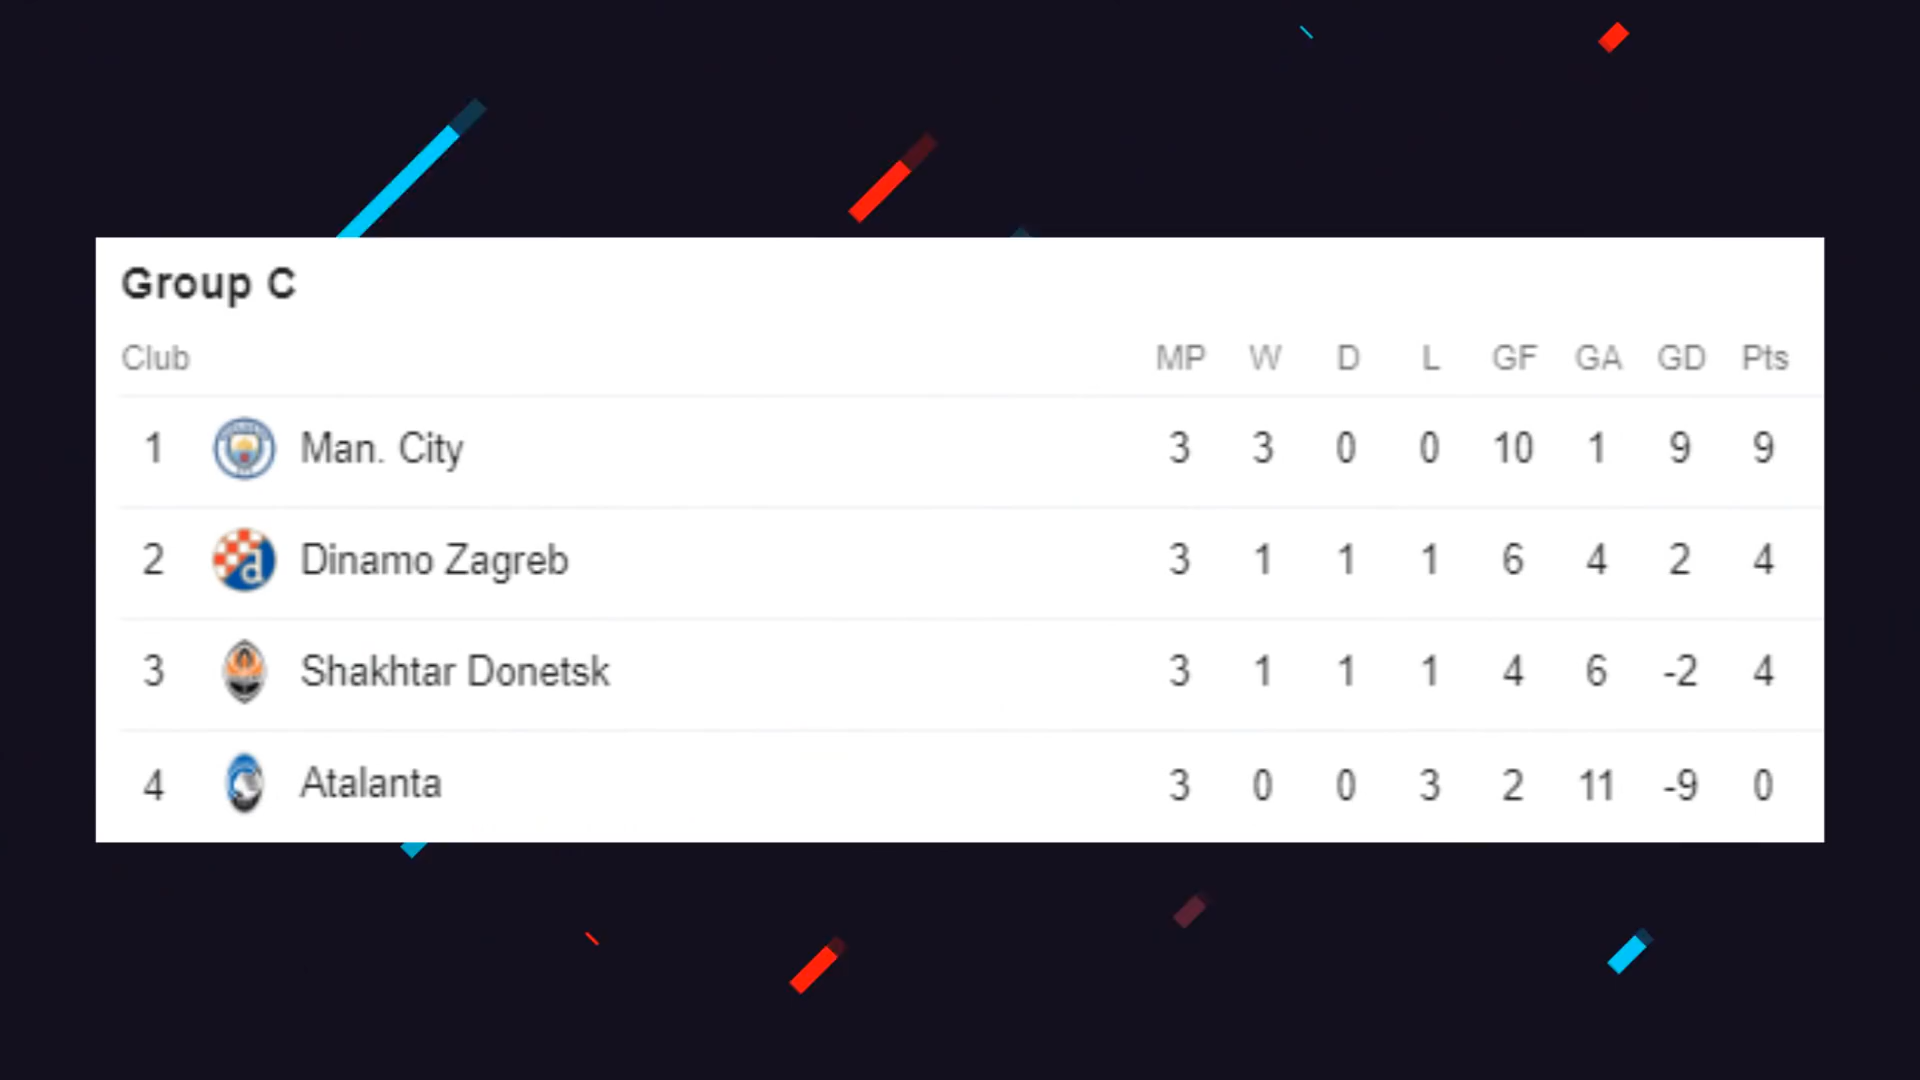 Group C
Club MP W D L GF GA GD Pts
1 Man. City 3 3 0 0 10 1 9 9
2 Dinamo Zagreb 3 1 1 1 6 4 2 4
3 Shakhtar Donetsk 3 1 1 1 4 6 -2 4
4 Atalanta 3 0 0 3 2 11 -9 0